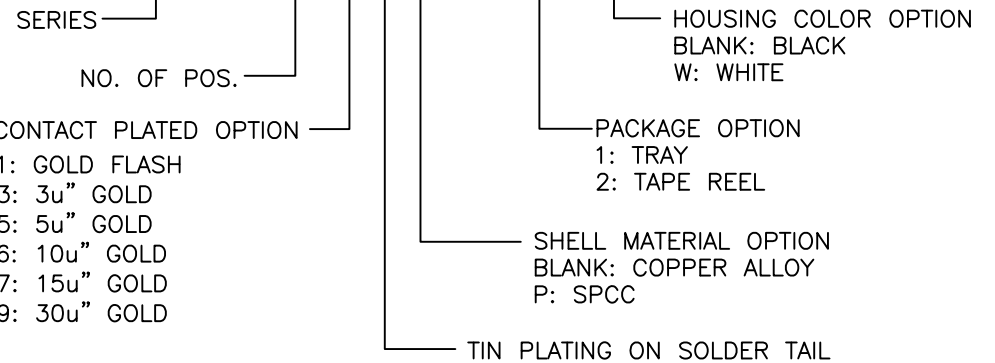 SERIES
NO. OF POS.
CONTACT PLATED OPTION
1: GOLD FLASH
3: 3u" GOLD
5: 5u" GOLD
6: 10u" GOLD
7: 15u" GOLD
9: 30u" GOLD
HOUSING COLOR OPTION
BLANK: BLACK
W: WHITE
PACKAGE OPTION
1: TRAY
2: TAPE REEL
SHELL MATERIAL OPTION
BLANK: COPPER ALLOY
P: SPCC
TIN PLATING ON SOLDER TAIL